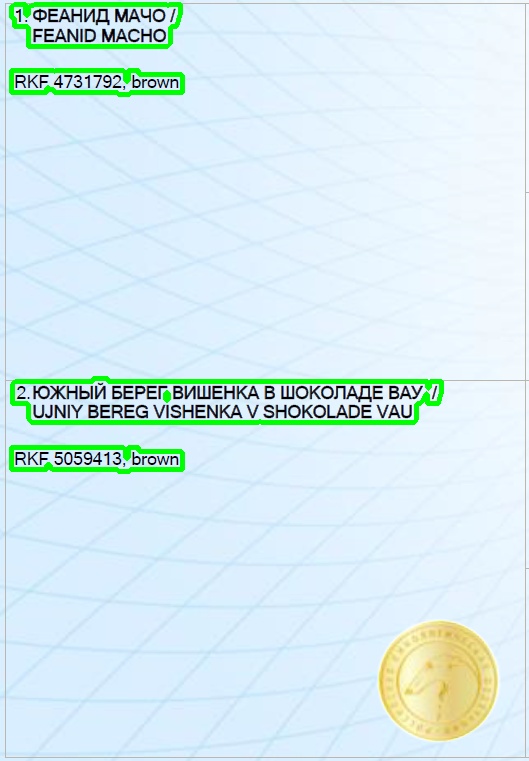 1. ФЕАНИД МАЧО /
FEANID MACHO
RKF 4731792, brown
2. ЮЖНЫЙ БЕРЕГ ВИШЕНКА В ШОКОЛАДЕ ВАУ /
UJNIY BEREG VISHENKA V SHOKOLADE VAU
RKF 5059413, brown